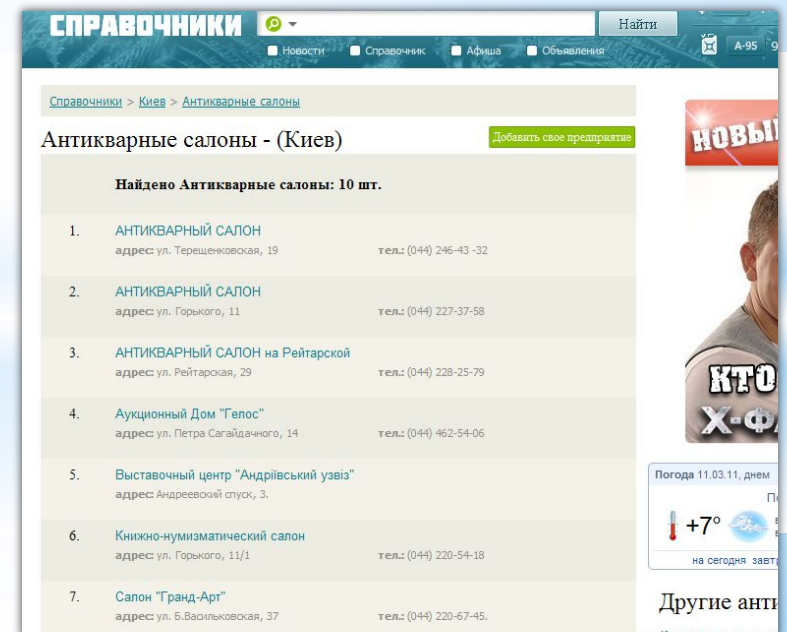 СПРАВОЧНИКИ
Найти
Новости Справочник Афиша Объявления
А-95 9
Справочники > Киев > Антикварные салоны
Антикварные салоны - (Киев)
Добавить свое предприятие
Найдено Антикварные салоны: 10 шт.
1. АНТИКВАРНЫЙ САЛОН
адрес: ул. Терещенковская, 19 тел.: (044) 246-43 -32
2. АНТИКВАРНЫЙ САЛОН
адрес: ул. Горького, 11 тел.: (044) 227-37-58
3. АНТИКВАРНЫЙ САЛОН на Рейтарской
адрес: ул. Рейтарская, 29 тел.: (044) 228-25-79
4. Аукционный Дом "Гелос"
адрес: ул. Петра Сагайдачного, 14 тел.: (044) 462-54-06
5. Выставочный центр "Андріївський узвіз"
адрес: Андреевский спуск, 3.
6. Книжно-нумизматический салон
адрес: ул. Горького, 11/1 тел.: (044) 220-54-18
7. Салон "Гранд-Арт"
адрес: ул. Б.Васильковская, 37 тел.: (044) 220-67-45.
НОВЫ
КТО
Х-Ф
Погода 11.03.11, днем
+7°
на сегодня завт
Другие анти